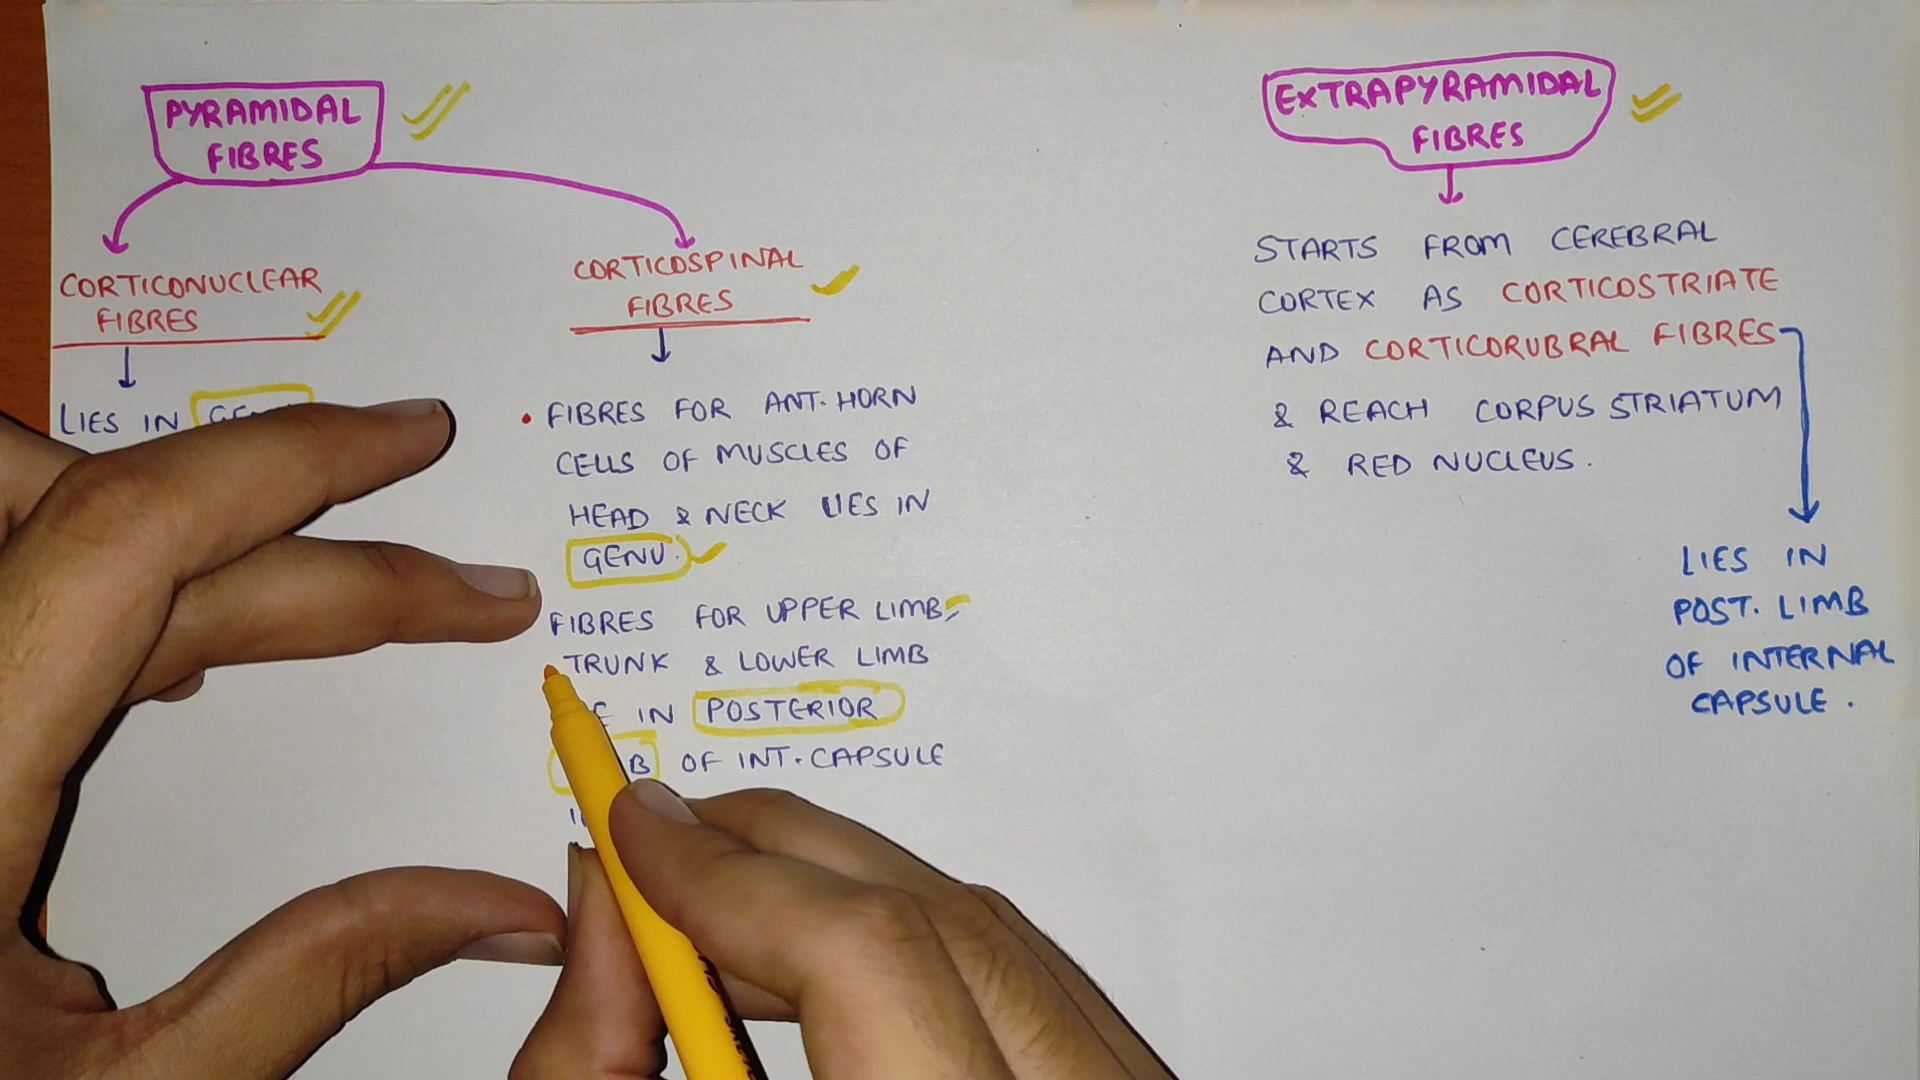 PYRAMIDAL
FIBRES
CORTICONUCLEAR
FIBRES
LIES IN
CORTICOSPINAL
FIBRES
• FIBRES FOR ANT. HORN
CELLS OF MUSCLES OF
HEAD & NECK LIES IN
GENU.
FIBRES FOR UPPER LIMB,
TRUNK & LOWER LIMB
IN POSTERIOR
OF INT. CAPSULE
EXTRAPYRAMIDAL
FIBRES
STARTS FROM CEREBRAL
CORTEX AS CORTICOSTRIATE
AND CORTICORUBRAL FIBRES
& REACH CORPUS STRIATUM
& RED NUCLEUS.
LIES IN
POST. LIMB
OF INTERNAL
CAPSULE.